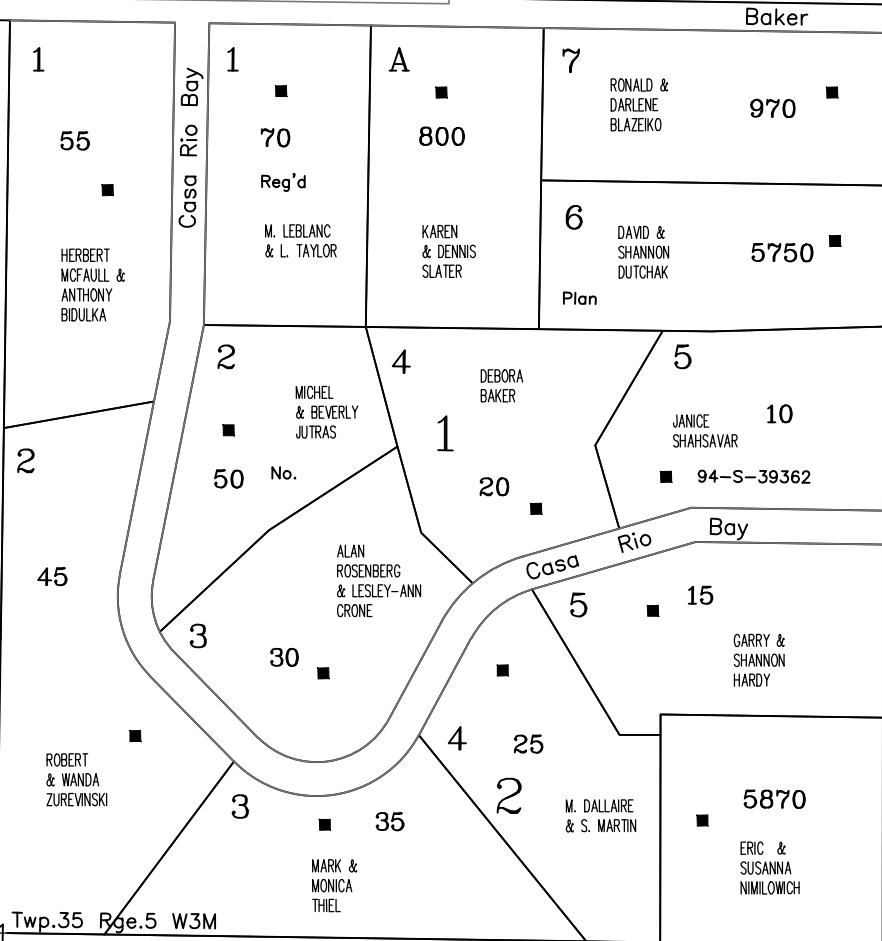 Baker
1
55
HERBERT
MCFAULL &
ANTHONY
BIDULKA
Casa Rio Bay
1
70
Reg'd
M. LEBLANC
& L. TAYLOR
A
800
KAREN
& DENNIS
SLATER
7
RONALD &
DARLENE
BLAZEIKO
970
6
DAVID &
SHANNON
DUTCHAK
5750
Plan
2
MICHEL
& BEVERLY
JUTRAS
50
No.
4
DEBORA
BAKER
1
20
5
10
JANICE
SHAHSAVAR
94-S-39362
2
45
ROBERT
& WANDA
ZUREVINSKI
ALAN
ROSENBERG
& LESLEY-ANN
CRONE
3
30
Casa Rio Bay
5
15
GARRY &
SHANNON
HARDY
4
25
2
M. DALLAIRE
& S. MARTIN
3
35
MARK &
MONICA
THIEL
5870
ERIC &
SUSANNA
NIMILOWICH
Twp.35 Rge.5 W3M